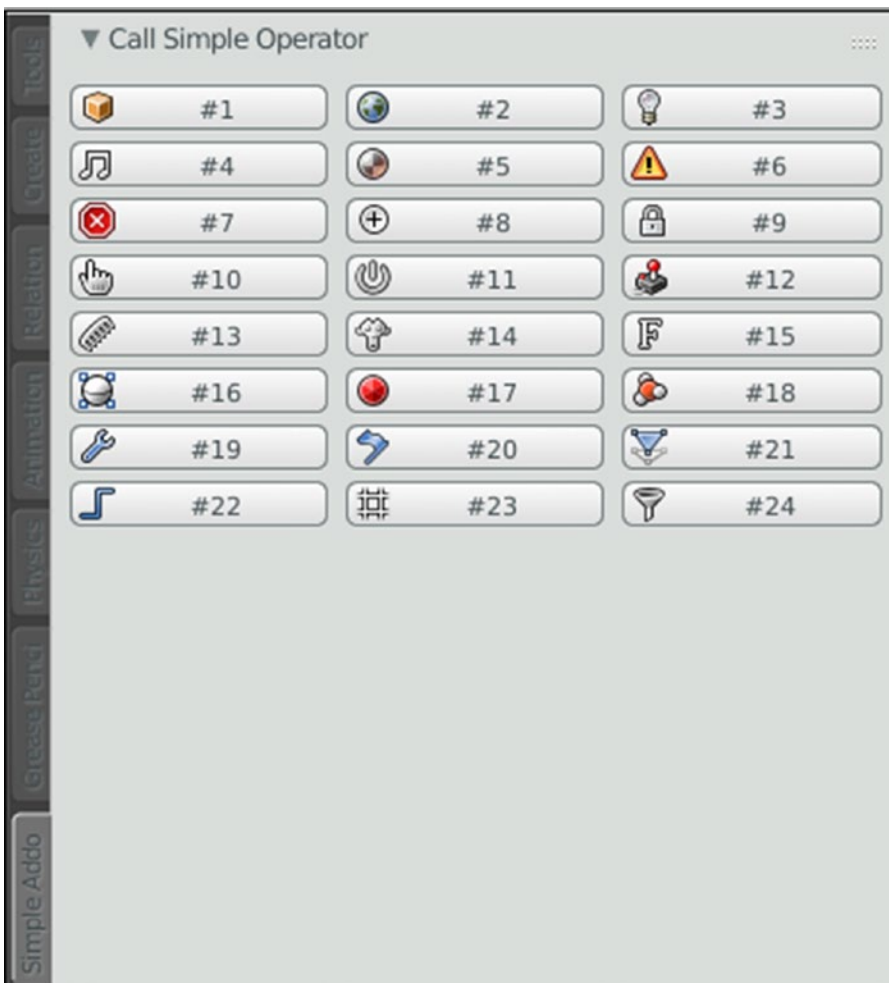 Call Simple Operator
#1 #2 #3
#4 #5 #6
#7 #8 #9
#10 #11 #12
#13 #14 #15
#16 #17 #18
#19 #20 #21
#22 #23 #24
Tools
Create
Relation
Animation
Physics
Grease Penci
Simple Addo